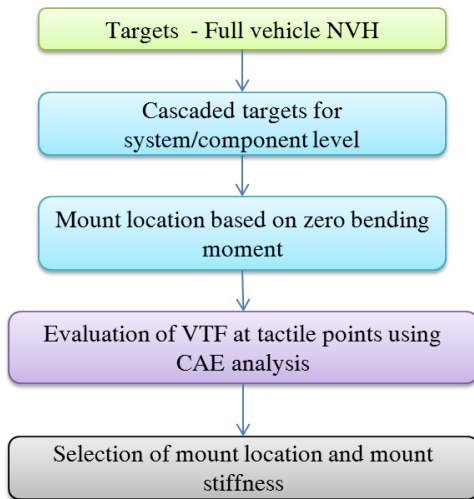 Targets - Full vehicle NVH
Cascaded targets for
system/component level
Mount location based on zero bending
moment
Evaluation of VTF at tactile points using
CAE analysis
Selection of mount location and mount
stiffness